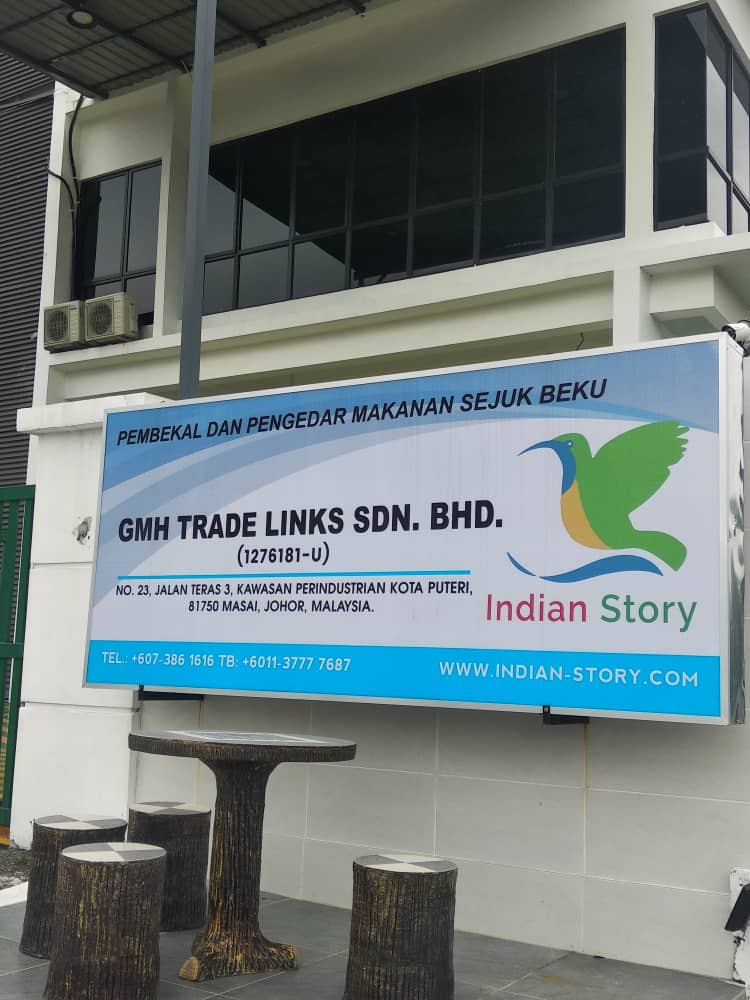 PEMBEKAL DAN PENGEDAR MAKANAN SEJUK BEKU
GMH TRADE LINKS SDN. BHD.
(1276181-U)
NO. 23, JALAN TERAS 3, KAWASAN PERINDUSTRIAN KOTA PUTERI,
81750 MASAI, JOHOR, MALAYSIA.
Indian Story
TEL.: +607-386 1616 TB: +6011-3777 7687
WWW.INDIAN-STORY.COM